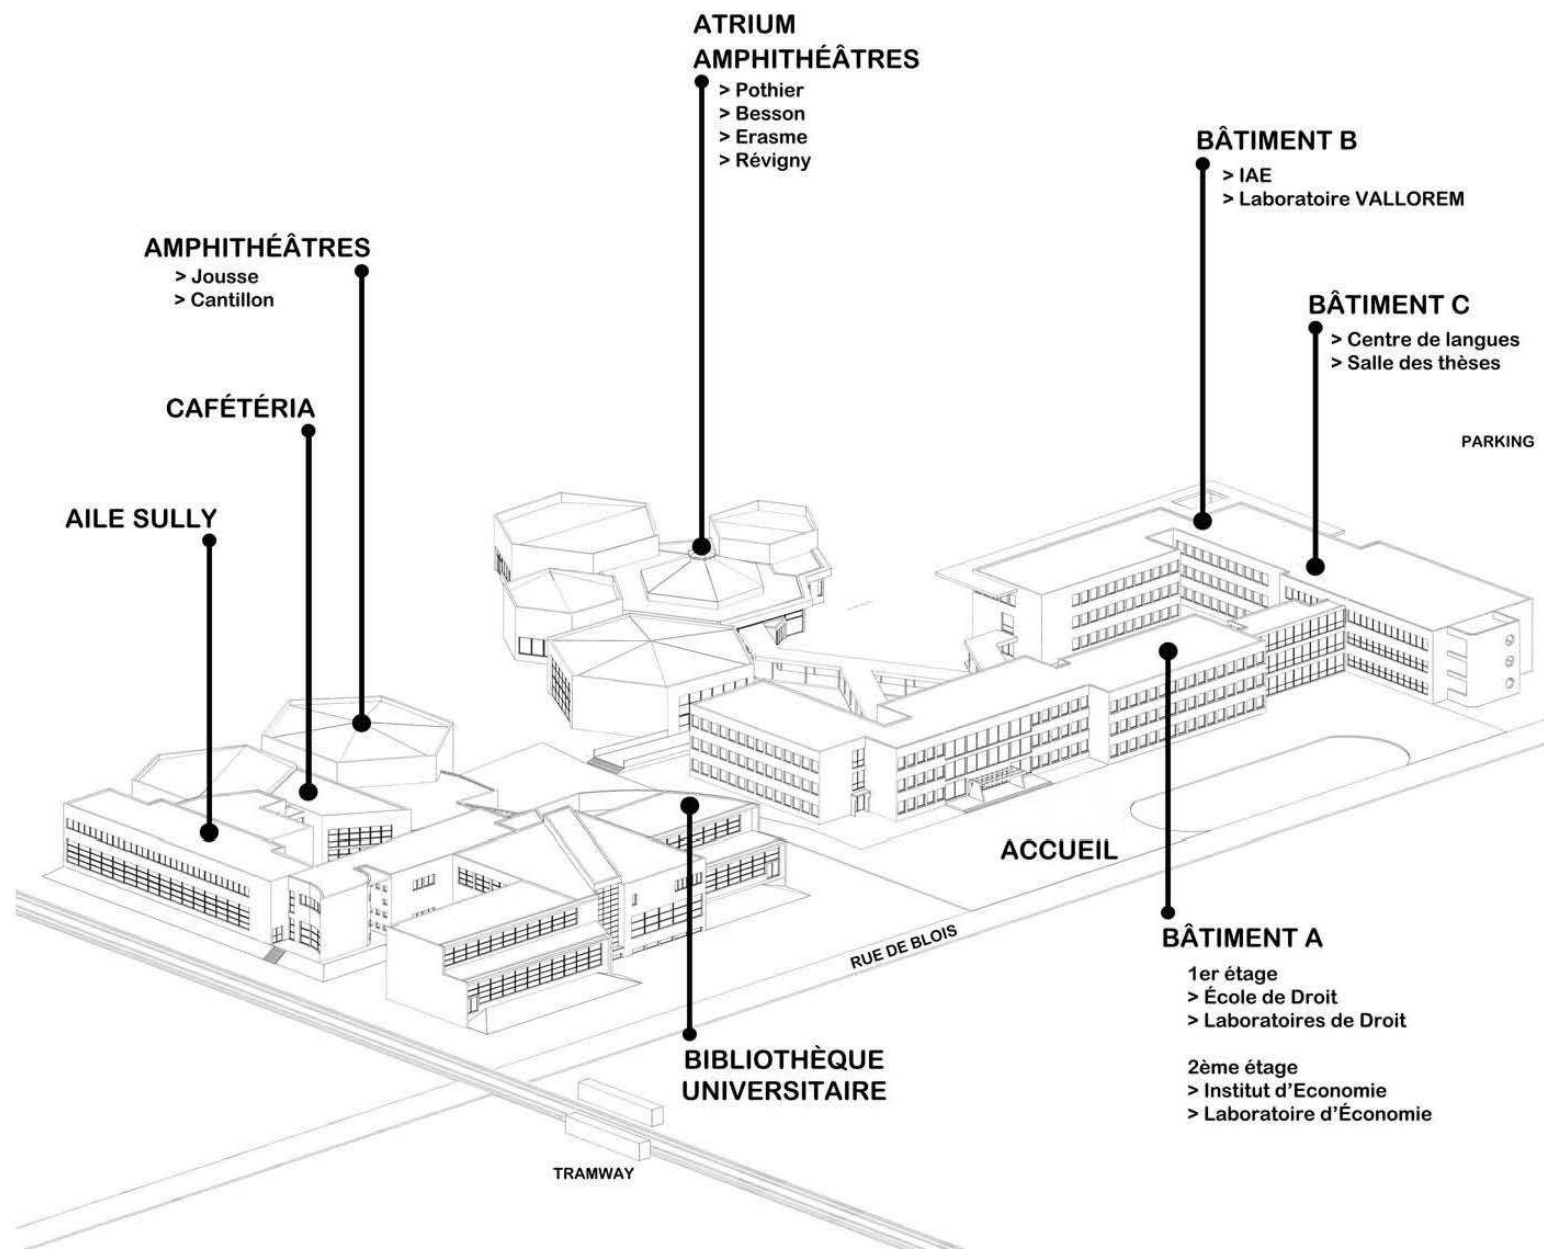 ATRIUM
AMPHITHÉÂTRES
> Pothier
> Besson
> Erasme
> Révigny
BÂTIMENT B
> IAE
> Laboratoire VALLOREM
AMPHITHÉÂTRES
> Jousse
> Cantillon
BÂTIMENT C
> Centre de langues
> Salle des thèses
CAFÉTÉRIA
PARKING
AILE SULLY
ACCUEIL
RUE DE BLOIS
BÂTIMENT A
1er étage
> École de Droit
> Laboratoires de Droit
2ème étage
> Institut d'Economie
> Laboratoire d'Économie
BIBLIOTHÈQUE
UNIVERSITAIRE
TRAMWAY